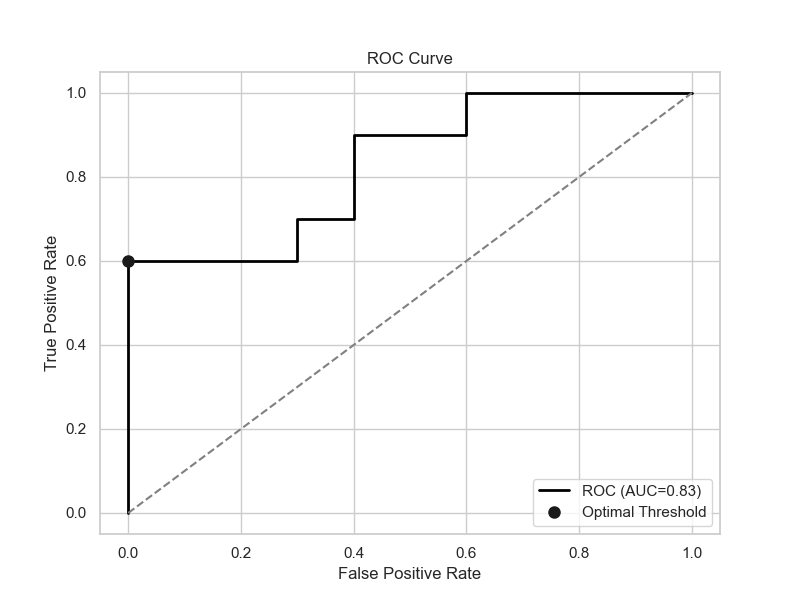 ROC Curve
1.0
0.8
0.6
0.4
0.2
0.0
True Positive Rate
0.0 0.2 0.4 0.6 0.8 1.0
False Positive Rate
ROC (AUC=0.83)
Optimal Threshold